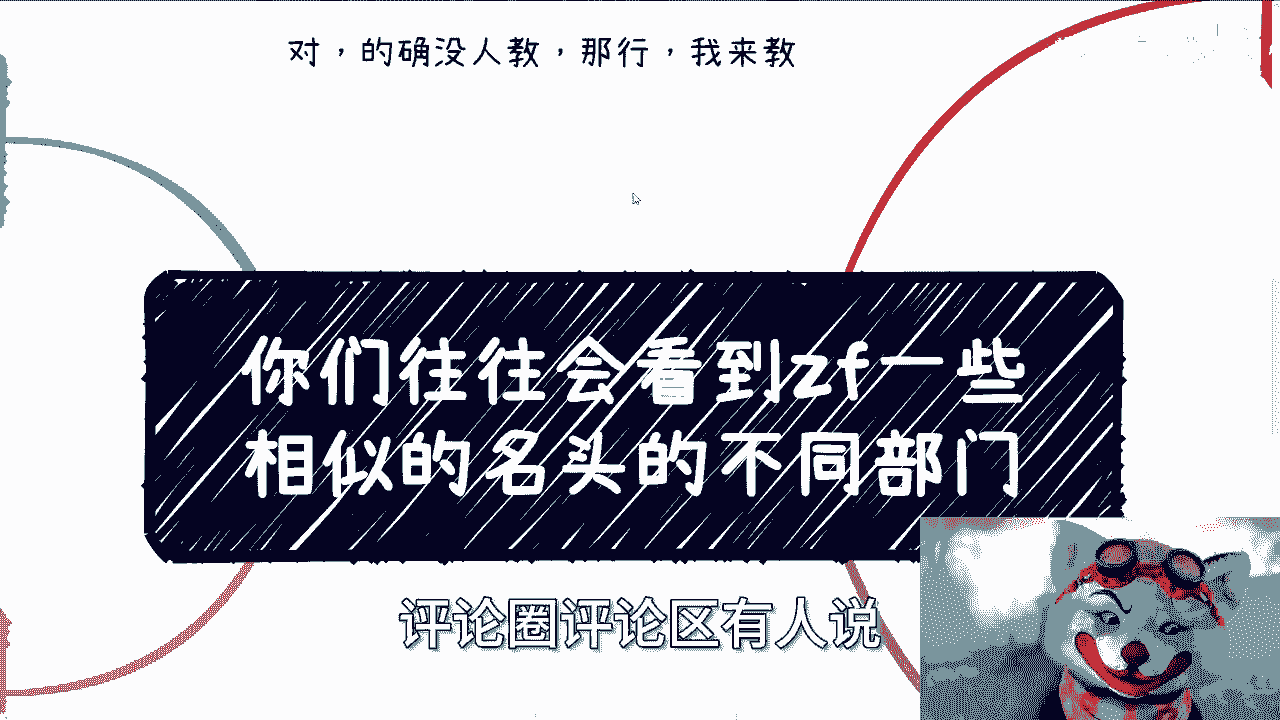 对，的确没人教，那行，我来教
你们往往会看到zf一些
相似的名头的不同部门
评论圈评论区有人说